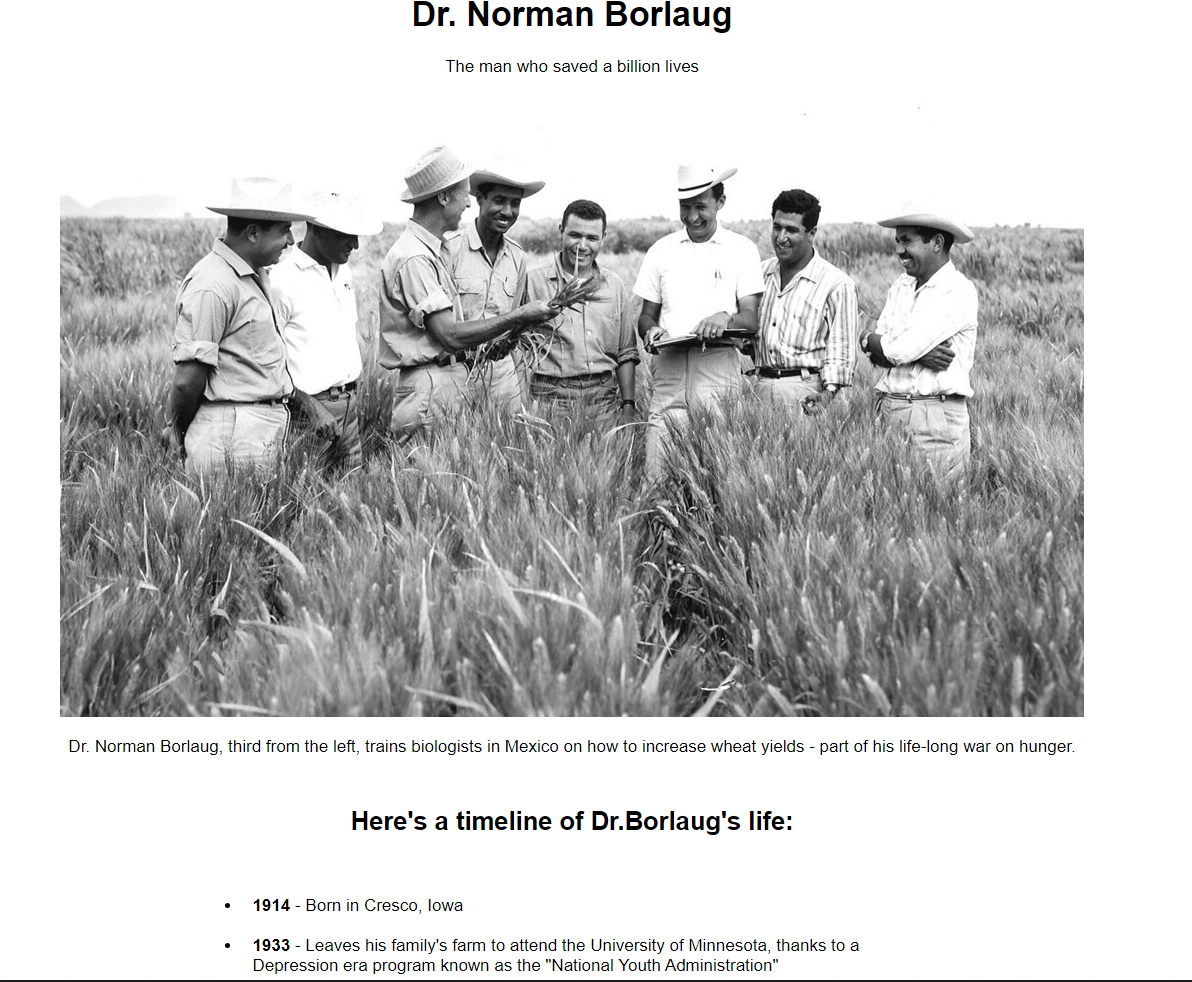 Dr. Norman Borlaug
The man who saved a billion lives
Dr. Norman Borlaug, third from the left, trains biologists in Mexico on how to increase wheat yields - part of his life-long war on hunger.
Here's a timeline of Dr.Borlaug's life:
• 1914 - Born in Cresco, Iowa
• 1933 - Leaves his family's farm to attend the University of Minnesota, thanks to a
Depression era program known as the "National Youth Administration"